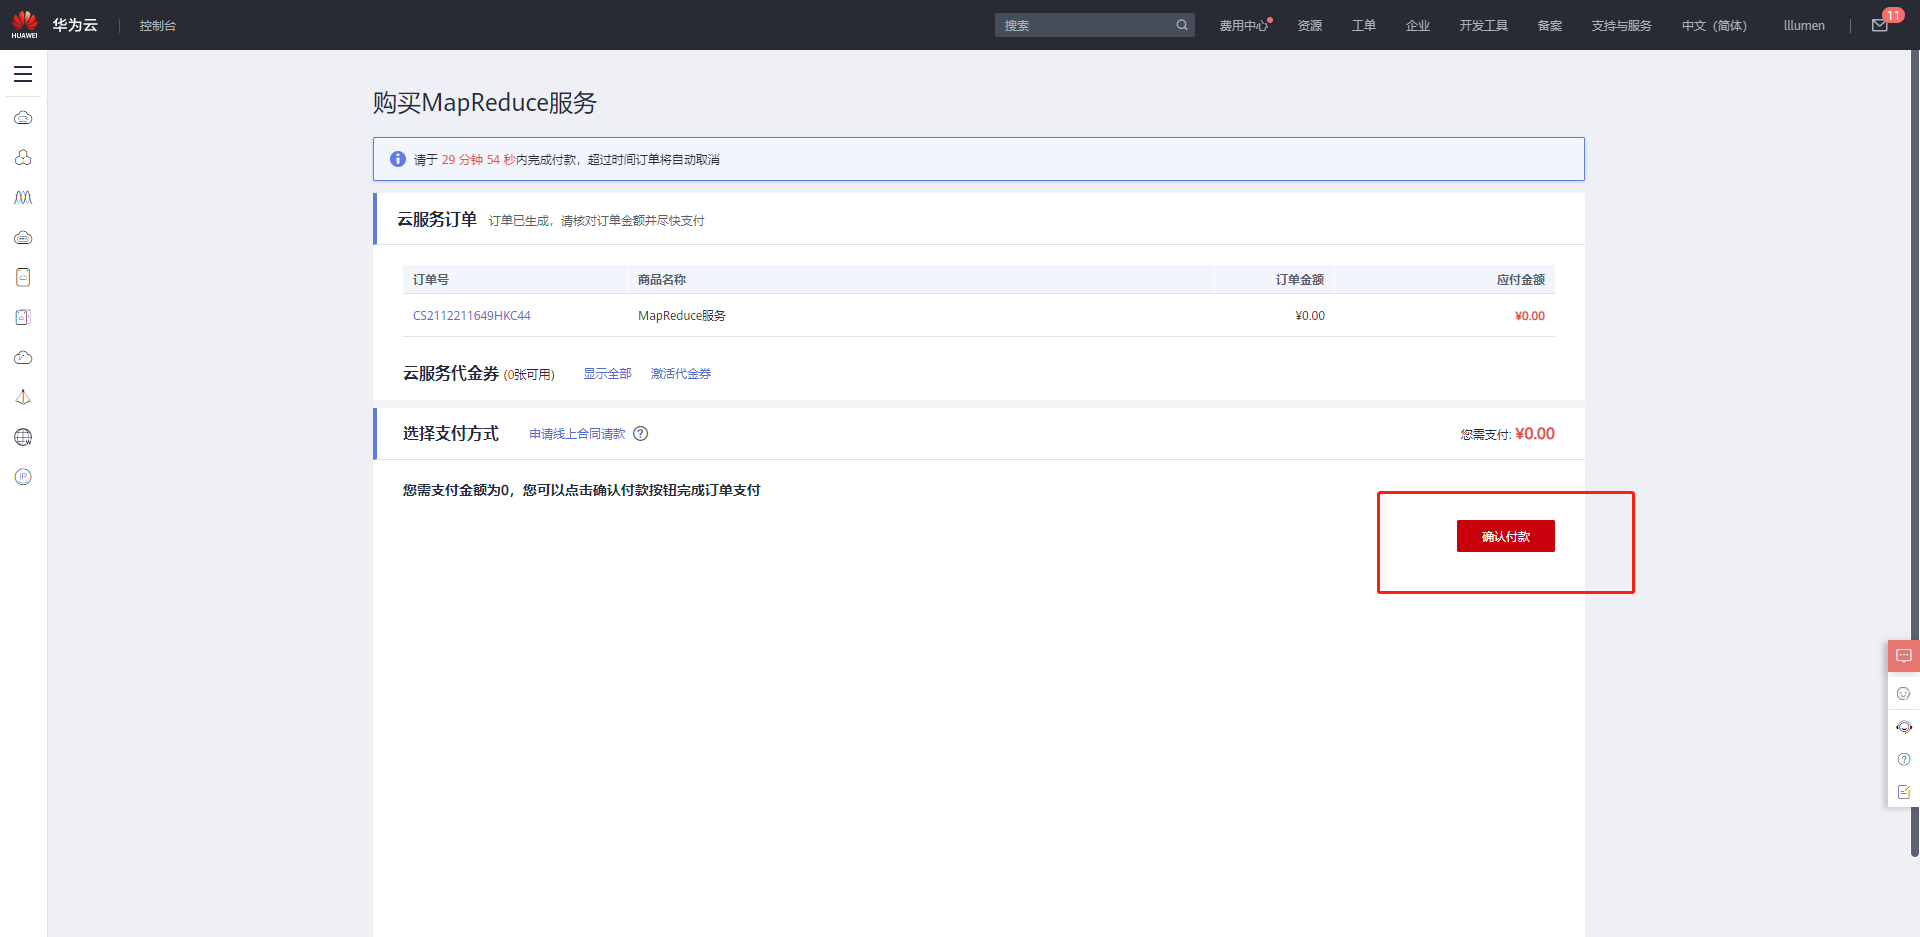 HUAWEI
华为云
控制台
搜索
费用中心
资源
工单
企业
开发工具
备案
支持与服务
中文（简体）
lllumen
11
购买MapReduce服务
请于 29 分钟 54 秒内完成付款，超过时间订单将自动取消
云服务订单 订单已生成，请核对订单金额并尽快支付
订单号 商品名称 订单金额 应付金额
CS2112211649HKC44 MapReduce服务 ¥0.00 ¥0.00
云服务代金券 (0张可用) 显示全部 激活代金券
选择支付方式 申请线上合同请款 ? 您需支付: ¥0.00
您需支付金额为0，您可以点击确认付款按钮完成订单支付
确认付款
IP